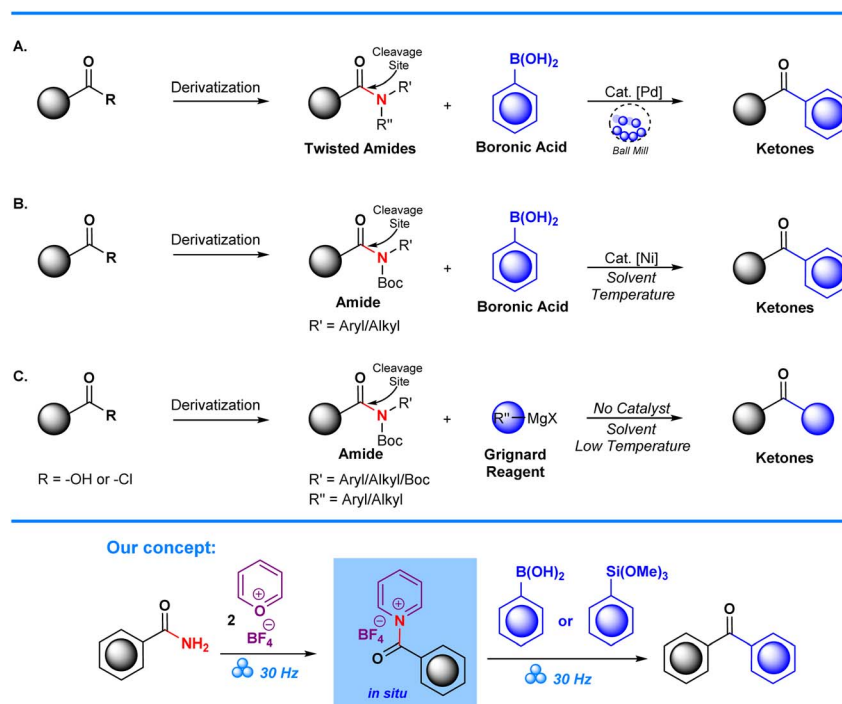 A.
O
R
Derivatization
Cleavage
Site
O
N
R'
R"
Twisted Amides
+
B(OH)2
Boronic Acid
Cat. [Pd]
Ball Mill
O
Ketones
B.
O
R
Derivatization
Cleavage
Site
O
N
R'
Boc
Amide
R' = Aryl/Alkyl
+
B(OH)2
Boronic Acid
Cat. [Ni]
Solvent
Temperature
O
Ketones
C.
O
R
R = -OH or -Cl
Derivatization
Cleavage
Site
O
N
R'
Boc
Amide
R' = Aryl/Alkyl/Boc
R" = Aryl/Alkyl
+
R"—MgX
Grignard
Reagent
No Catalyst
Solvent
Low Temperature
O
Ketones
Our concept:
O
NH2
2
O
⊕
⊖
BF4
30 Hz
⊕
N
⊖
BF4
O
in situ
B(OH)2
or
Si(OMe)3
30 Hz
O